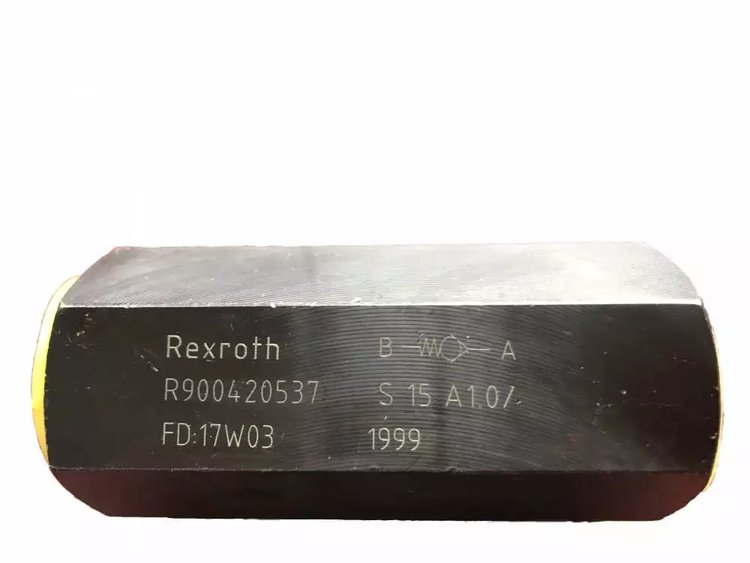 Rexroth B A
R900420537 S 15 A1.0/
FD:17W03 1999